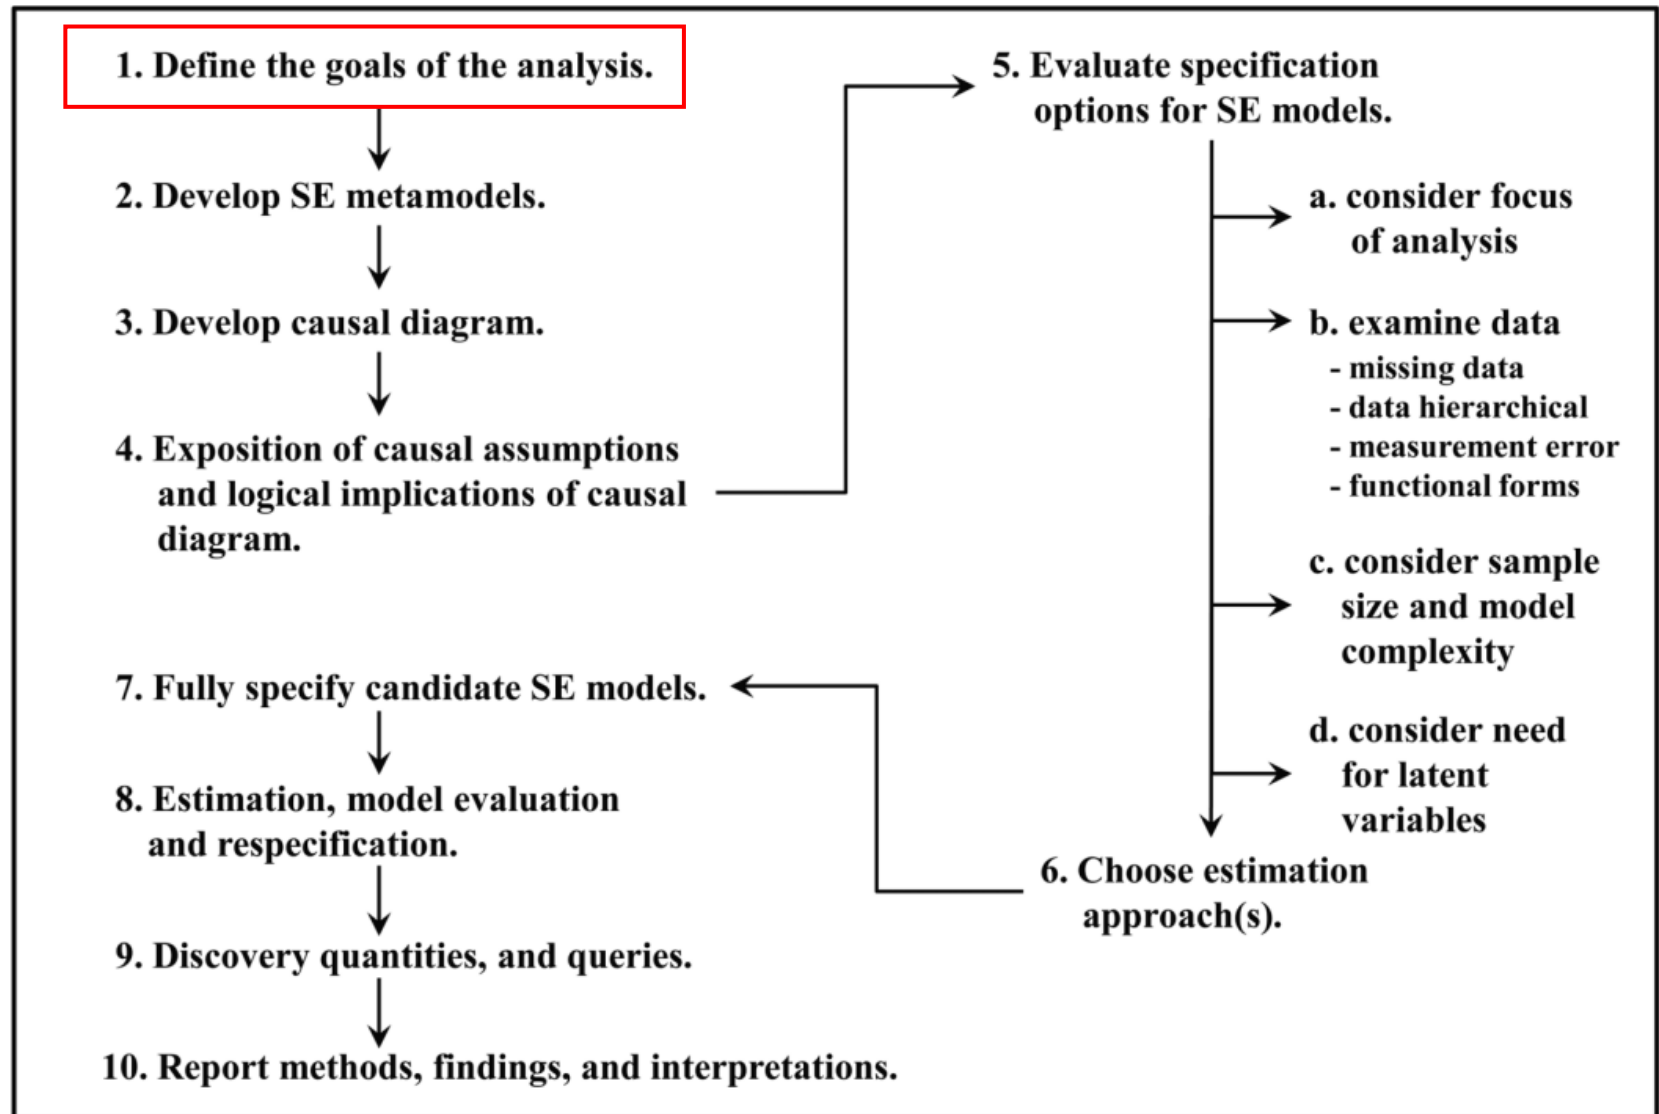 1. Define the goals of the analysis.
2. Develop SE metamodels.
3. Develop causal diagram.
4. Exposition of causal assumptions
and logical implications of causal
diagram.
5. Evaluate specification
options for SE models.
a. consider focus
of analysis
b. examine data
- missing data
- data hierarchical
- measurement error
- functional forms
c. consider sample
size and model
complexity
d. consider need
for latent
variables
6. Choose estimation
approach(s).
7. Fully specify candidate SE models.
8. Estimation, model evaluation
and respecification.
9. Discovery quantities, and queries.
10. Report methods, findings, and interpretations.